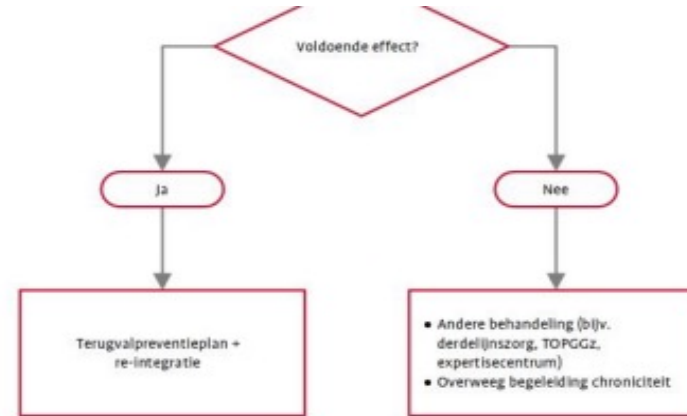 Voldoende effect?
Ja
Nee
Terugvalpreventieplan +
re-integratie
• Andere behandeling (bijv.
derdelijnszorg, TOPGGz,
expertisecentrum)
• Overweeg begeleiding chroniciteit